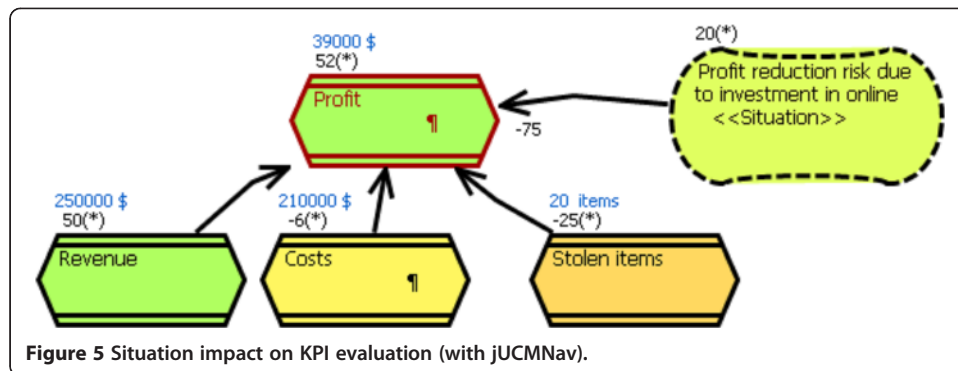 39000 $
52(*)
Profit
¶
20(*)
Profit reduction risk due
to investment in online
<<Situation>>
-75
250000 $
50(*)
Revenue
210000 $
-6(*)
Costs
¶
20 items
-25(*)
Stolen items
Figure 5 Situation impact on KPI evaluation (with jUCMNav).